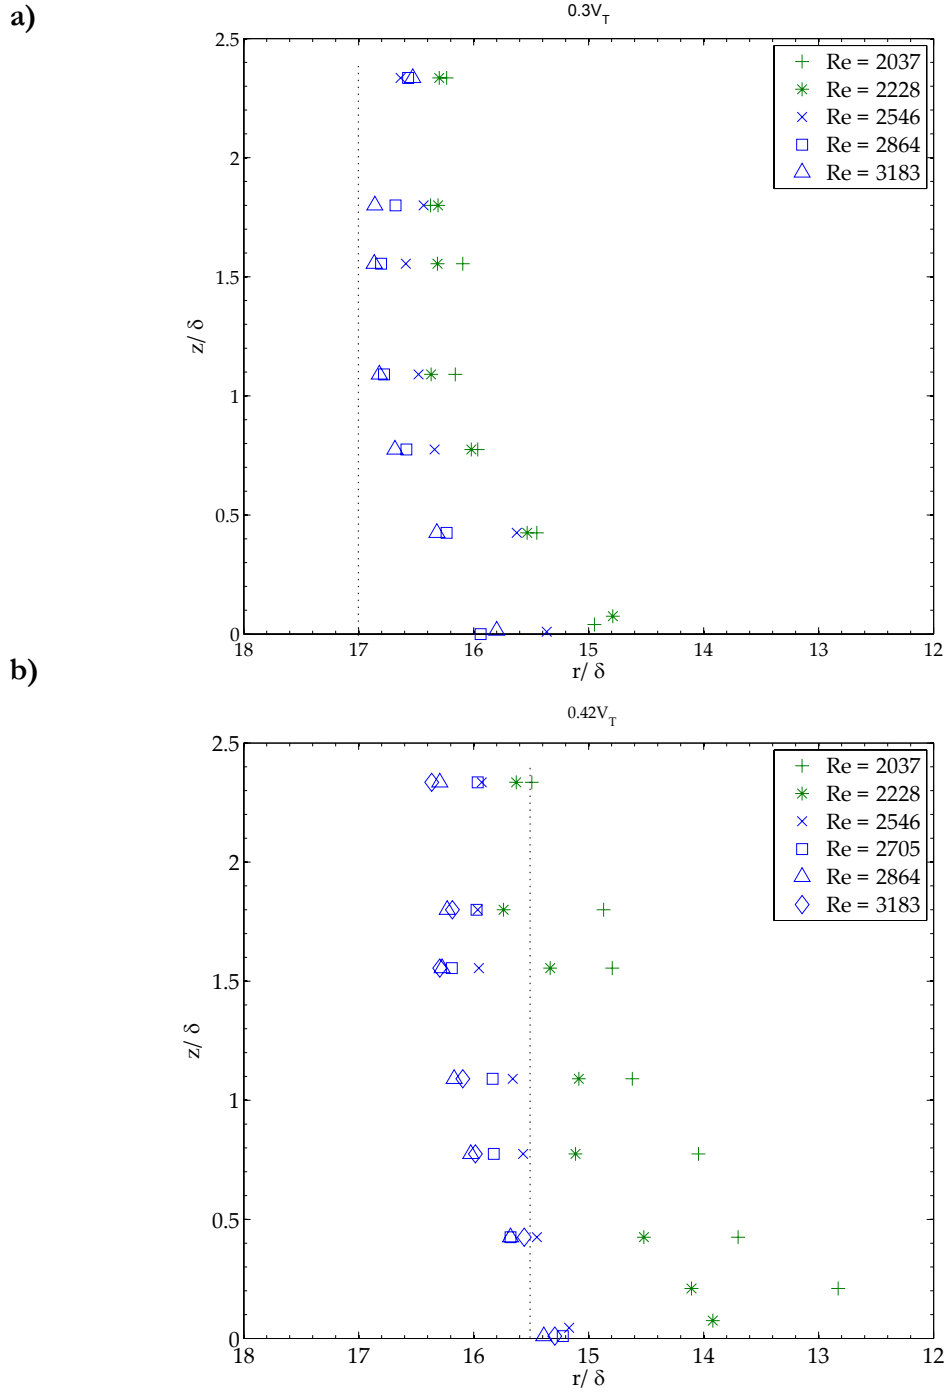 a)
0.3V_T
2.5
2
1.5
1
0.5
0
z/ δ
18
17
16
15
14
13
12
r/ δ
Re = 2037
Re = 2228
Re = 2546
Re = 2864
Re = 3183
b)
0.42V_T
2.5
2
1.5
1
0.5
0
z/ δ
18
17
16
15
14
13
12
r/ δ
Re = 2037
Re = 2228
Re = 2546
Re = 2705
Re = 2864
Re = 3183